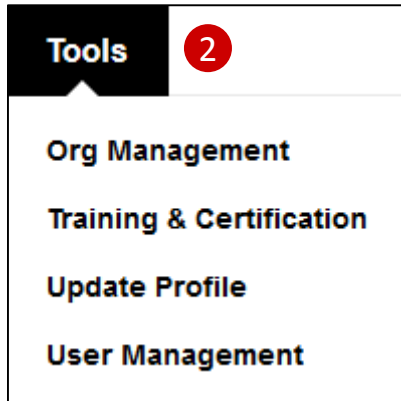 Tools 2
Org Management
Training & Certification
Update Profile
User Management